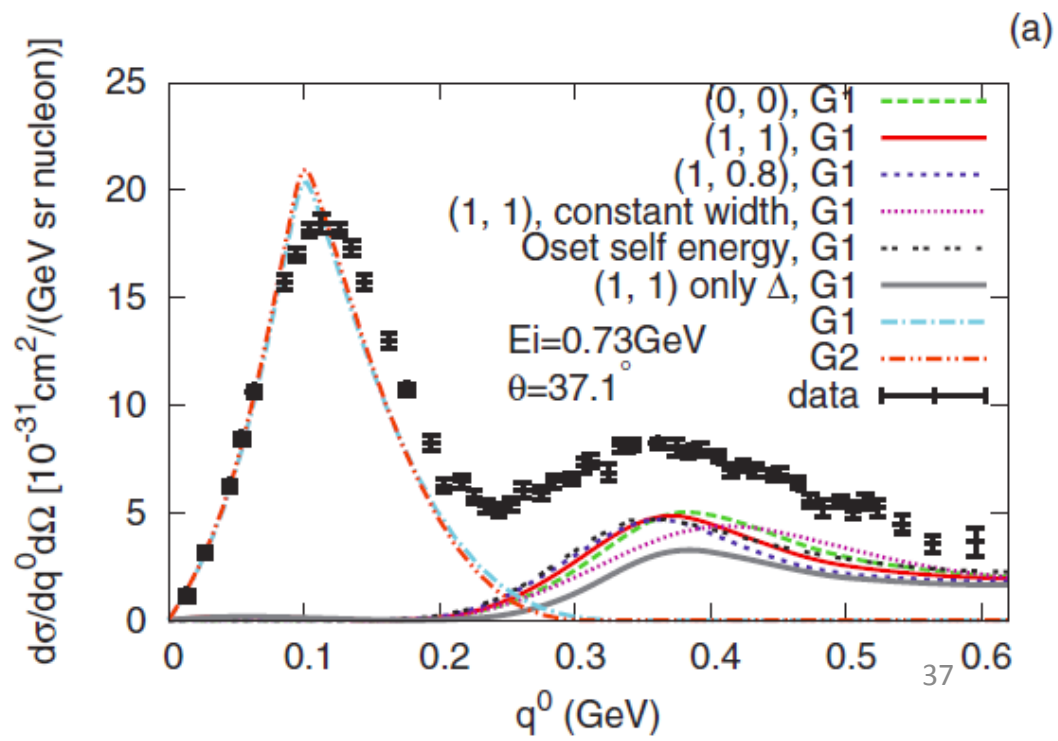 (a)
dσ/dq⁰dΩ [10⁻³¹cm²/(GeV sr nucleon)]
25
20
15
10
5
0
(0, 0), G1
(1, 1), G1
(1, 0.8), G1
(1, 1), constant width, G1
Oset self energy, G1
(1, 1) only Δ, G1
G1
G2
data
Ei=0.73GeV
θ=37.1°
0 0.1 0.2 0.3 0.4 0.5 0.6
37
q⁰ (GeV)